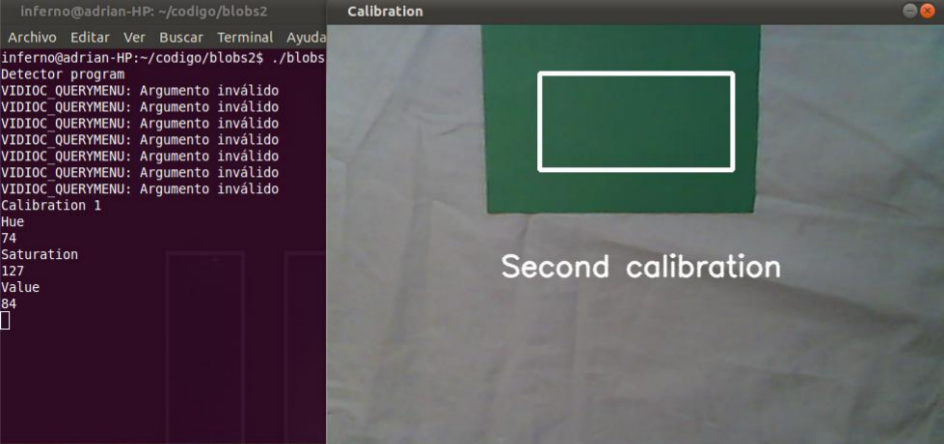 inferno@adrian-HP: ~/codigo/blobs2
Archivo Editar Ver Buscar Terminal Ayuda
inferno@adrian-HP:~/codigo/blobs2$ ./blobs
Detector program
VIDIOC_QUERYMENU: Argumento inválido
VIDIOC_QUERYMENU: Argumento inválido
VIDIOC_QUERYMENU: Argumento inválido
VIDIOC_QUERYMENU: Argumento inválido
VIDIOC_QUERYMENU: Argumento inválido
VIDIOC_QUERYMENU: Argumento inválido
VIDIOC_QUERYMENU: Argumento inválido
Calibration 1
Hue
74
Saturation
127
Value
84
Calibration
Second calibration